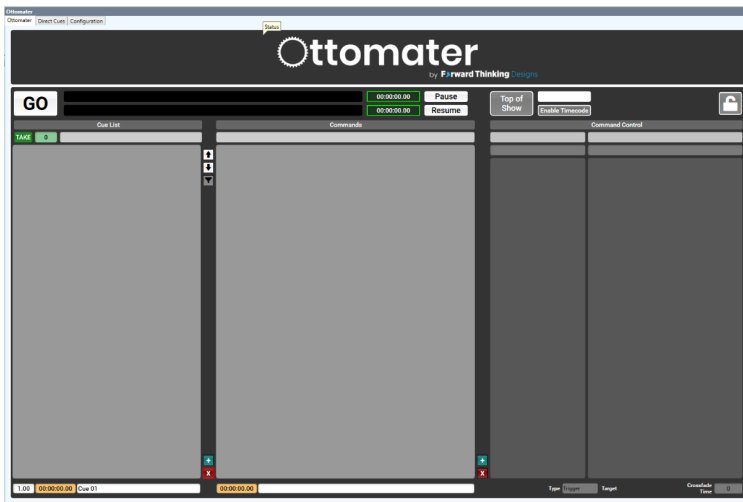 Ottomater
Ottomater Direct Cues Configuration
Status
Ottomater
by Forward Thinking Designs
GO 00:00:00.00 Pause Top of Show
00:00:00.00 Resume Enable Timecode
Cue List Commands Command Control
TAKE 0
+ +
X X
1.00 00:00:00.00 Cue 01 00:00:00.00 Type Trigger Target Crossfade Time 0